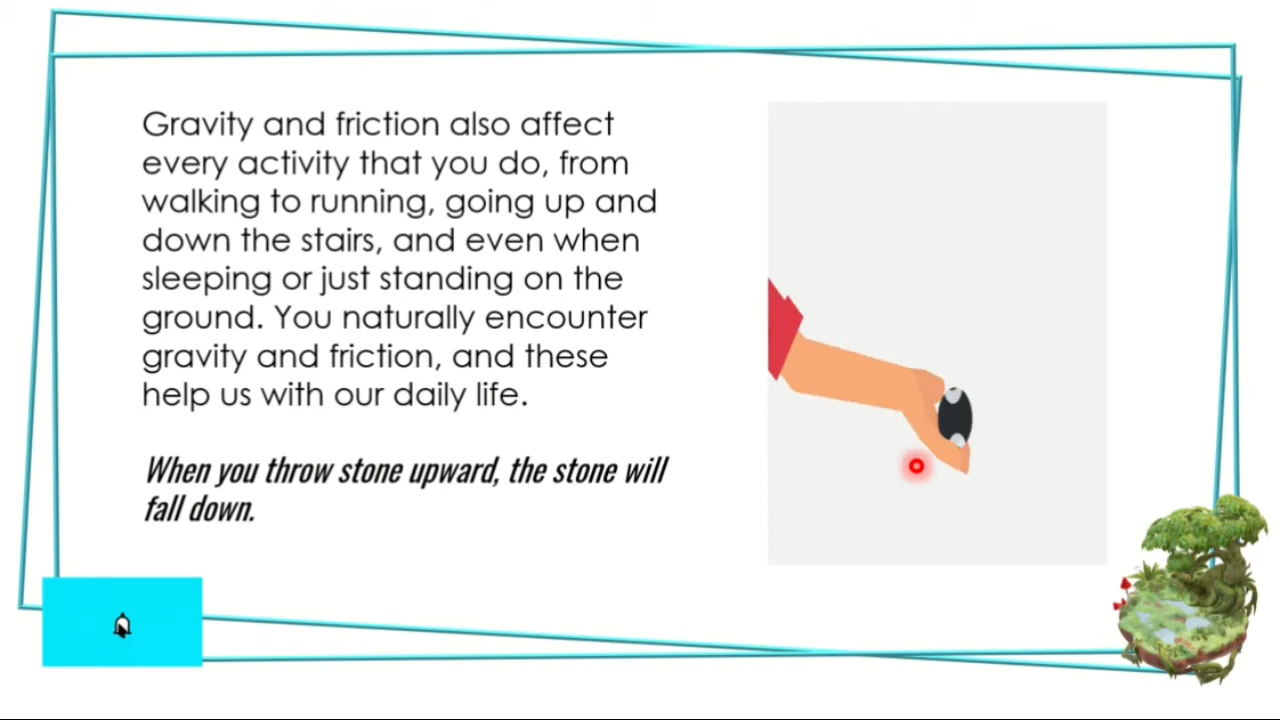 Gravity and friction also affect
every activity that you do, from
walking to running, going up and
down the stairs, and even when
sleeping or just standing on the
ground. You naturally encounter
gravity and friction, and these
help us with our daily life.
When you throw stone upward, the stone will
fall down.